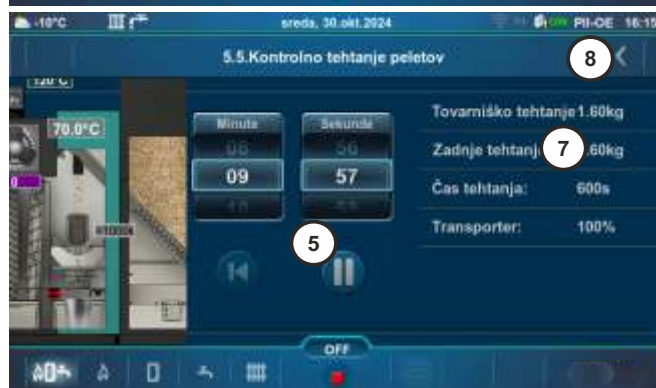 -10°C sreda, 30.okt.2024 PII-OE 16:15
5.5.Kontrolno tehtanje peletov
8
120°C
70.0°C
Minute Sekunde
08 56
09 57
Tovarniško tehtanje 1.60kg
Zadnje tehtanj 7 .60kg
Čas tehtanja: 600s
Transporter: 100%
5
OFF